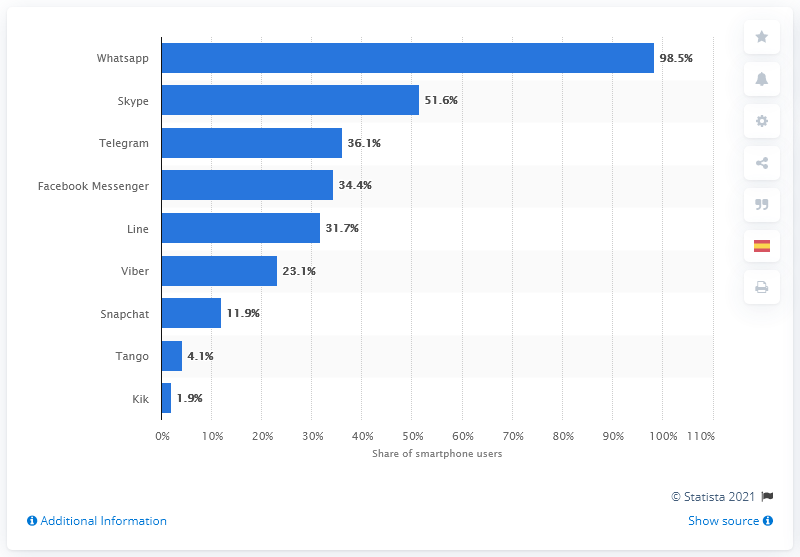 Whatsapp 98.5%
Skype 51.6%
Telegram 36.1%
Facebook Messenger 34.4%
Line 31.7%
Viber 23.1%
Snapchat 11.9%
Tango 4.1%
Kik 1.9%
0% 10% 20% 30% 40% 50% 60% 70% 80% 90% 100% 110%
Share of smartphone users
© Statista 2021
Additional Information
Show source